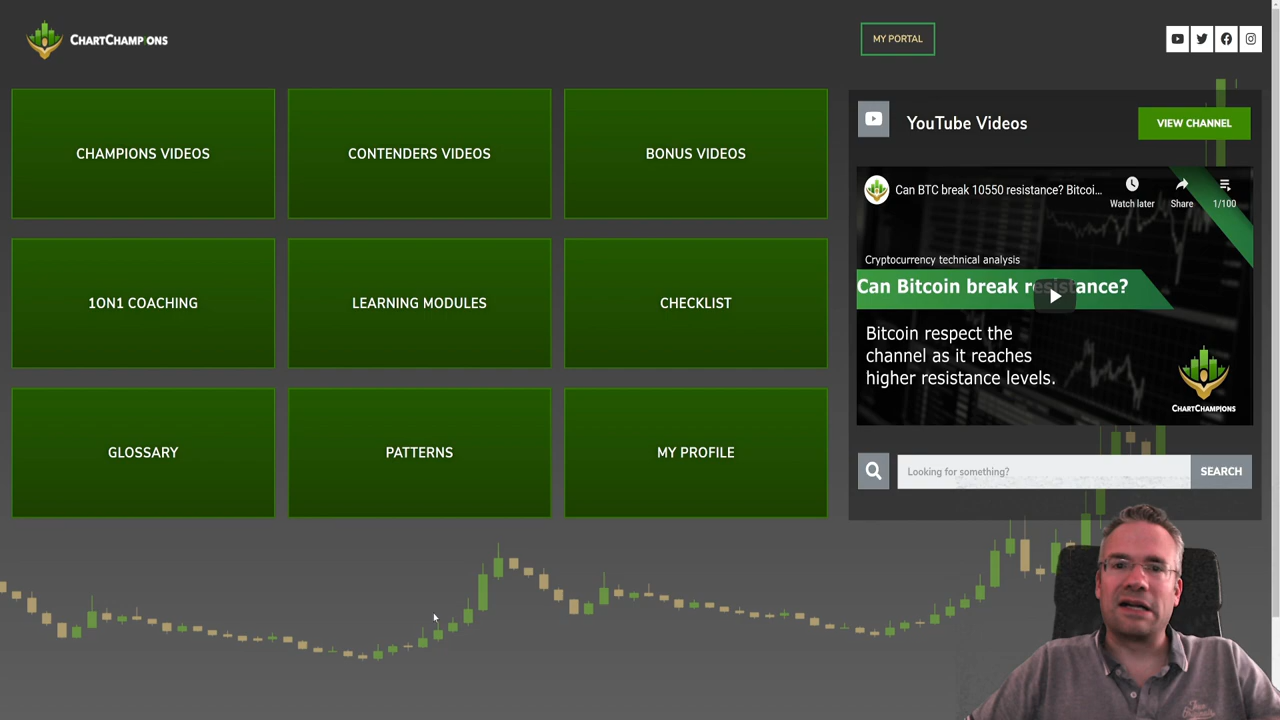 CHARTCHAMPIONS
MY PORTAL
CHAMPIONS VIDEOS
CONTENDERS VIDEOS
BONUS VIDEOS
1ON1 COACHING
LEARNING MODULES
CHECKLIST
GLOSSARY
PATTERNS
MY PROFILE
YouTube Videos
VIEW CHANNEL
Can BTC break 10550 resistance? Bitcoi...
Watch later
Share
1/100
Cryptocurrency technical analysis
Can Bitcoin break resistance?
Bitcoin respect the
channel as it reaches
higher resistance levels.
CHARTCHAMPIONS
Looking for something?
SEARCH